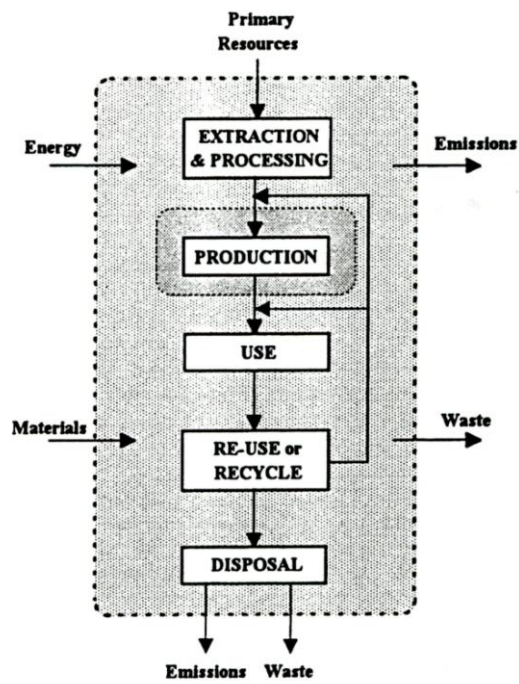 Primary
Resources
EXTRACTION
& PROCESSING
Energy
Emissions
PRODUCTION
USE
Materials
Waste
RE-USE or
RECYCLE
DISPOSAL
Emissions Waste